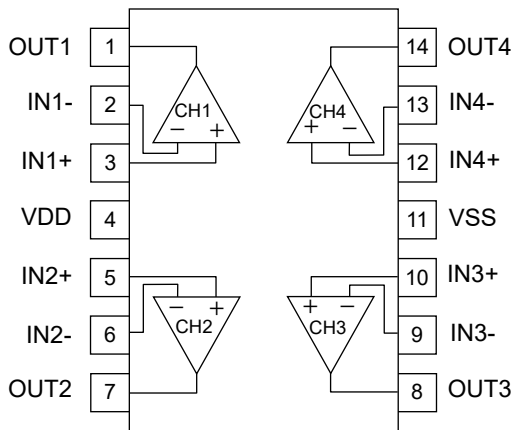 OUT1 1 14 OUT4
IN1- 2 CH1 CH4 13 IN4-
− + + −
IN1+ 3 12 IN4+
VDD 4 11 VSS
IN2+ 5 10 IN3+
− + + −
IN2- 6 CH2 CH3 9 IN3-
OUT2 7 8 OUT3